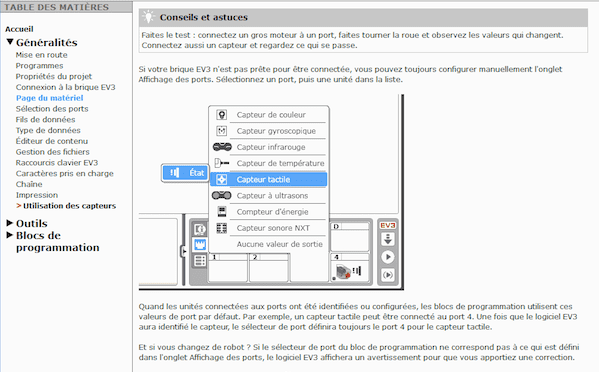 TABLE DES MATIÈRES
Accueil
▼Généralités
Mise en route
Programmes
Propriétés du projet
Connexion à la brique EV3
Page du matériel
Sélection des ports
Fils de données
Type de données
Éditeur de contenu
Gestion des fichiers
Raccourcis clavier EV3
Caractères pris en charge
Chaîne
Impression
> Utilisation des capteurs
Outils
Blocs de
programmation
Conseils et astuces
Faites le test : connectez un gros moteur à un port, faites tourner la roue et observez les valeurs qui changent.
Connectez aussi un capteur et regardez ce qui se passe.
Si votre brique EV3 n'est pas prête pour être connectée, vous pouvez toujours configurer manuellement l'onglet
Affichage des ports. Sélectionnez un port, puis une unité dans la liste.
Capteur de couleur
Capteur gyroscopique
Capteur infrarouge
Capteur de température
État
Capteur tactile
Capteur à ultrasons
Compteur d'énergie
Capteur sonore NXT
Aucune valeur de sortie
D
EV3
1
2
4
Quand les unités connectées aux ports ont été identifiées ou configurées, les blocs de programmation utilisent ces
valeurs de port par défaut. Par exemple, un capteur tactile peut être connecté au port 4. Une fois que le logiciel EV3
aura identifié le capteur, le sélecteur de port définira toujours le port 4 pour le capteur tactile.
Et si vous changez de robot ? Si le sélecteur de port du bloc de programmation ne correspond pas à ce qui est défini
dans l'onglet Affichage des ports, le logiciel EV3 affichera un avertissement pour que vous apportiez une correction.